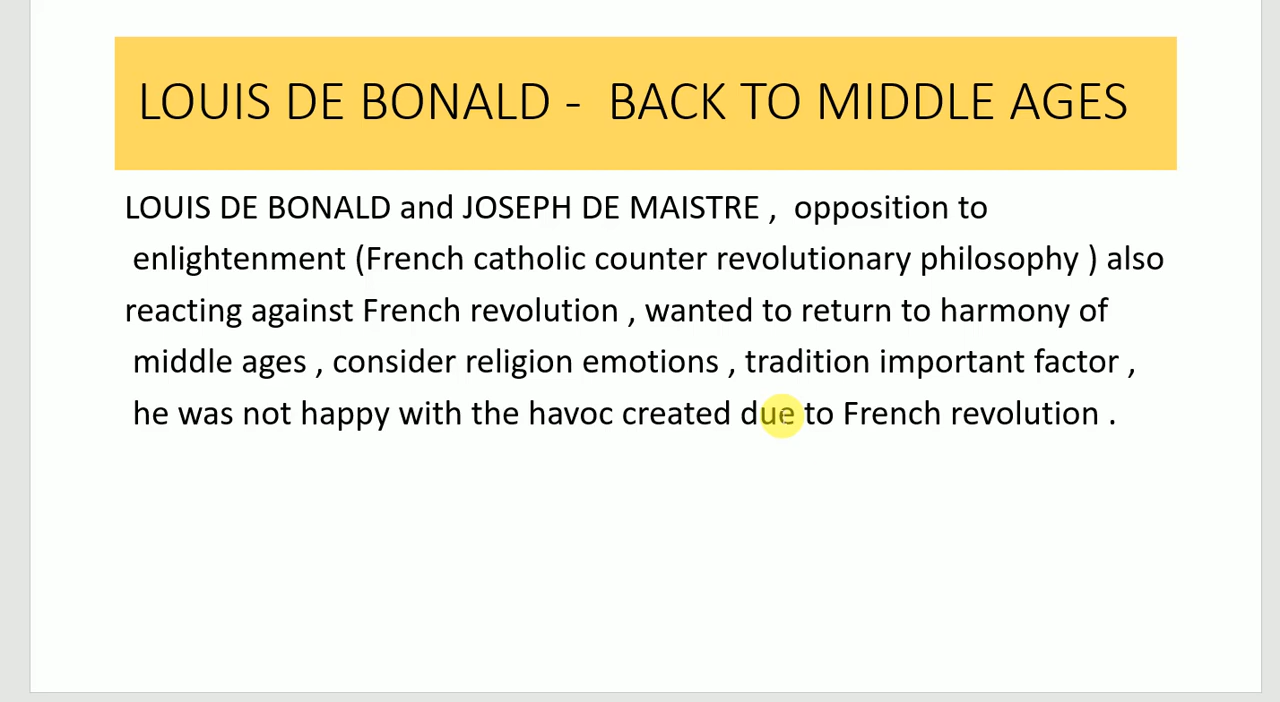 LOUIS DE BONALD - BACK TO MIDDLE AGES
LOUIS DE BONALD and JOSEPH DE MAISTRE , opposition to
enlightenment (French catholic counter revolutionary philosophy ) also
reacting against French revolution , wanted to return to harmony of
middle ages , consider religion emotions , tradition important factor ,
he was not happy with the havoc created due to French revolution .